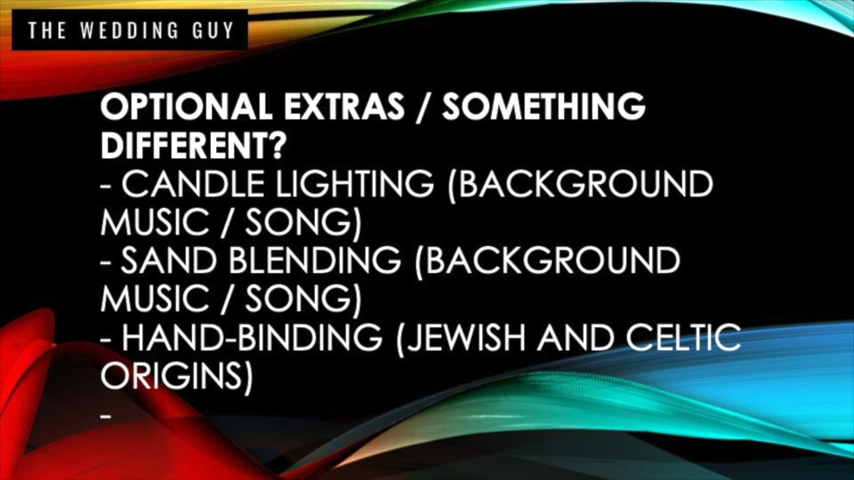 THE WEDDING GUY
OPTIONAL EXTRAS / SOMETHING
DIFFERENT?
- CANDLE LIGHTING (BACKGROUND
MUSIC / SONG)
- SAND BLENDING (BACKGROUND
MUSIC / SONG)
- HAND-BINDING (JEWISH AND CELTIC
ORIGINS)
-